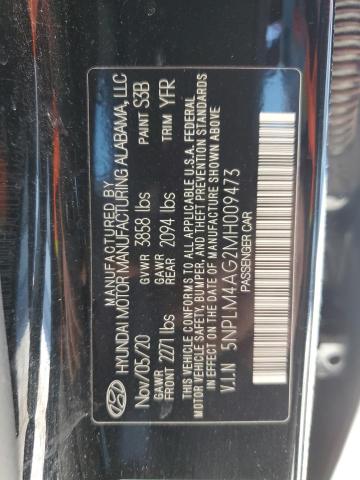 MANUFACTURED BY
HYUNDAI MOTOR MANUFACTURING ALABAMA, LLC
Nov/05/20 GVWR 3858 lbs PAINT S3B
GAWR FRONT 2271 lbs GAWR REAR 2094 lbs TRIM YFR
THIS VEHICLE CONFORMS TO ALL APPLICABLE U.S.A. FEDERAL
MOTOR VEHICLE SAFETY, BUMPER, AND THEFT PREVENTION
STANDARDS IN EFFECT ON THE DATE OF MANUFACTURE SHOWN ABOVE
V.I.N 5NPLM4AG2MH009473
PASSENGER CAR